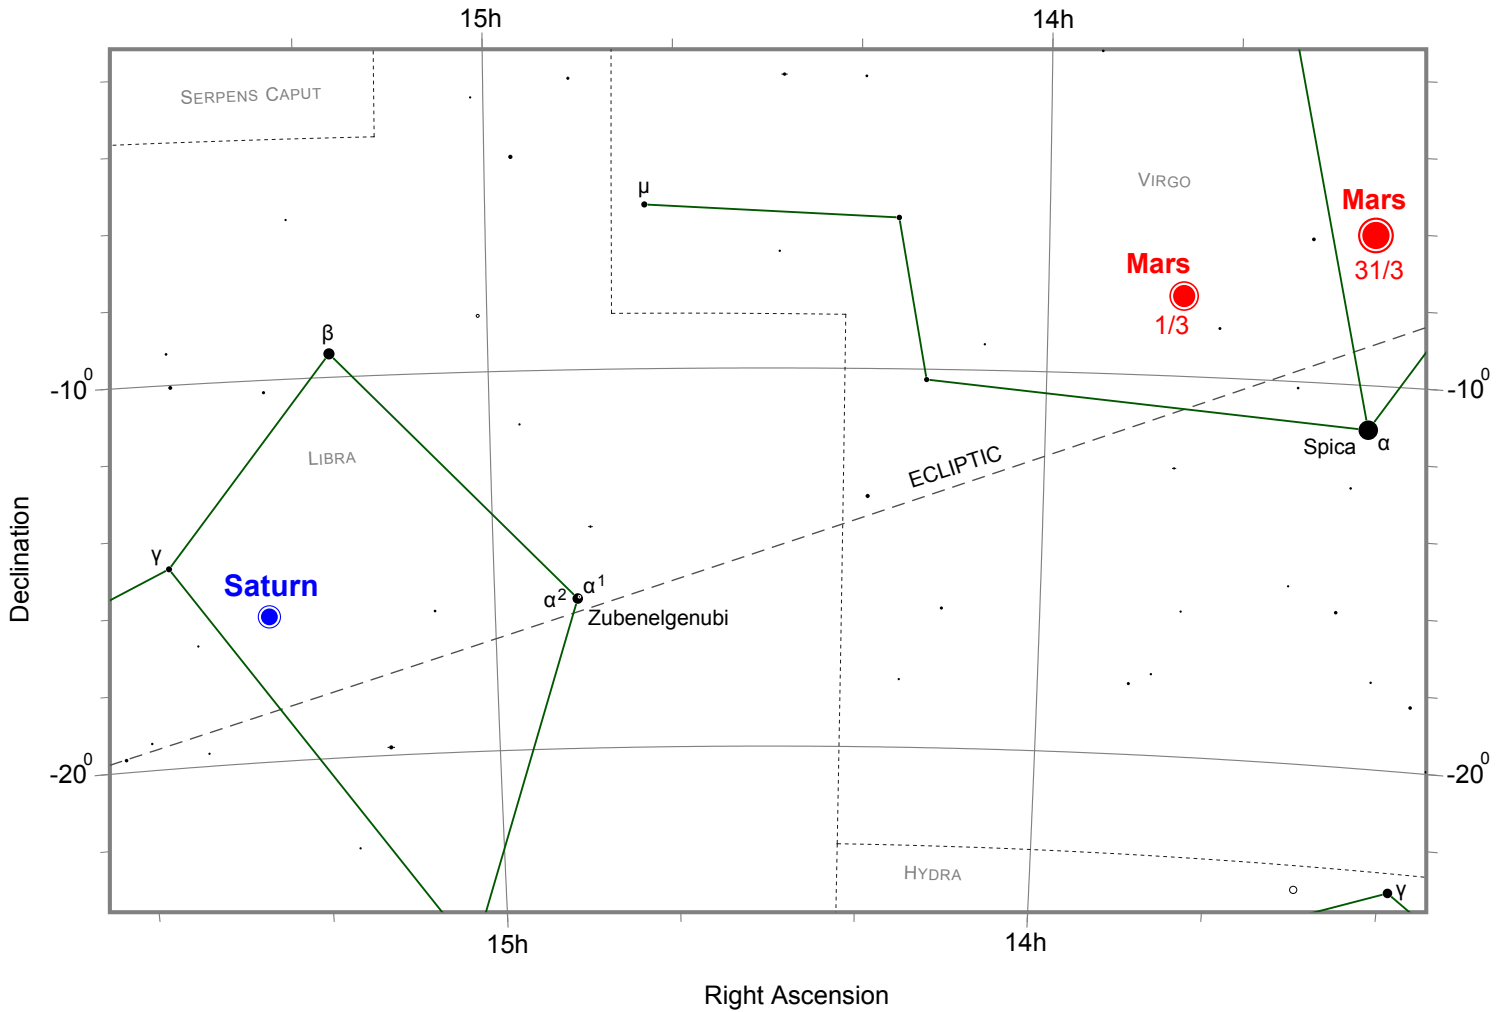 15h 14h
SERPENS CAPUT
VIRGO
μ
Mars
31/3
Mars
1/3
β
-10⁰ -10⁰
LIBRA
Spica α
ECLIPTIC
γ
Saturn
α² α¹
Zubenelgenubi
Declination
-20⁰ -20⁰
HYDRA
γ
15h 14h
Right Ascension